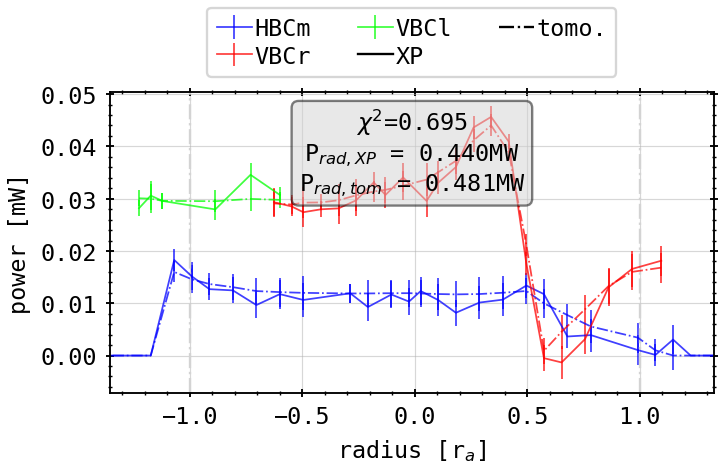 HBCm VBCl tomo.
VBCr XP
χ²=0.695
P_rad,XP = 0.440MW
P_rad,tom = 0.481MW
0.05
0.04
0.03
0.02
0.01
0.00
power [mW]
−1.0 −0.5 0.0 0.5 1.0
radius [r_a]